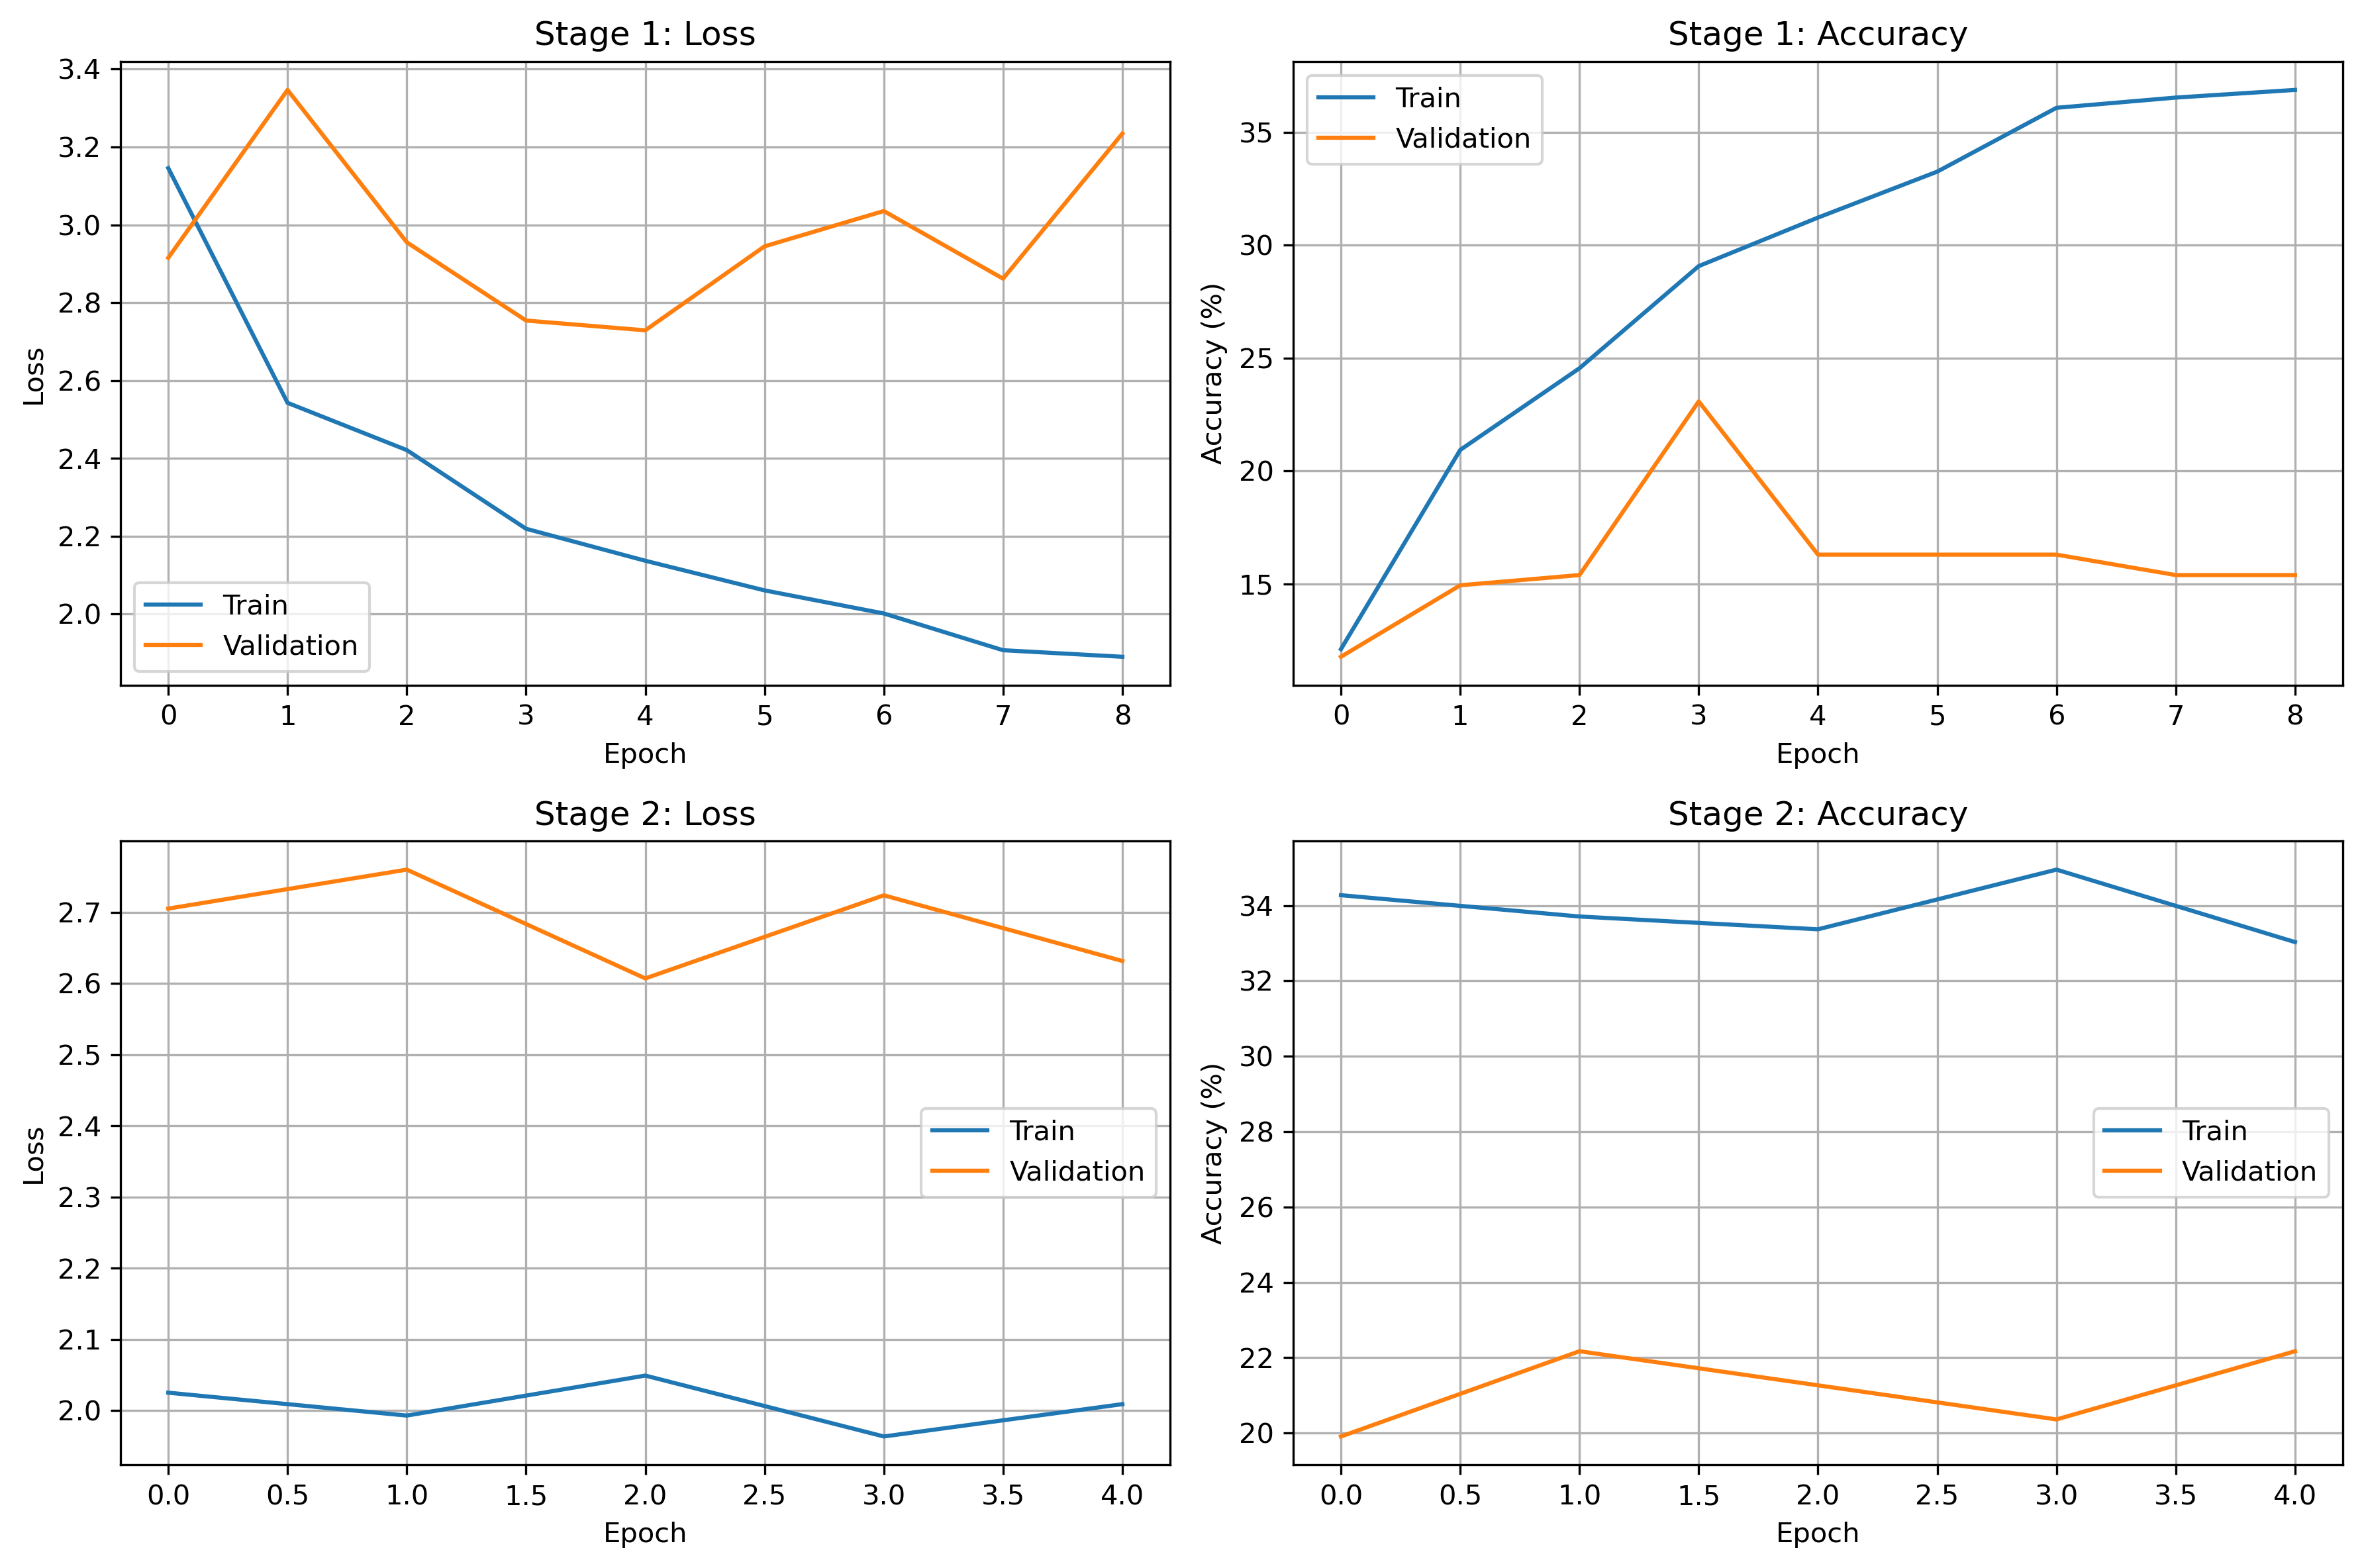 Stage 1: Loss
3.4
3.2
3.0
2.8
2.6
2.4
2.2
2.0
Loss
Train
Validation
0 1 2 3 4 5 6 7 8
Epoch
Stage 1: Accuracy
35
30
25
20
15
Accuracy (%)
Train
Validation
0 1 2 3 4 5 6 7 8
Epoch
Stage 2: Loss
2.7
2.6
2.5
2.4
2.3
2.2
2.1
2.0
Loss
Train
Validation
0.0 0.5 1.0 1.5 2.0 2.5 3.0 3.5 4.0
Epoch
Stage 2: Accuracy
34
32
30
28
26
24
22
20
Accuracy (%)
Train
Validation
0.0 0.5 1.0 1.5 2.0 2.5 3.0 3.5 4.0
Epoch